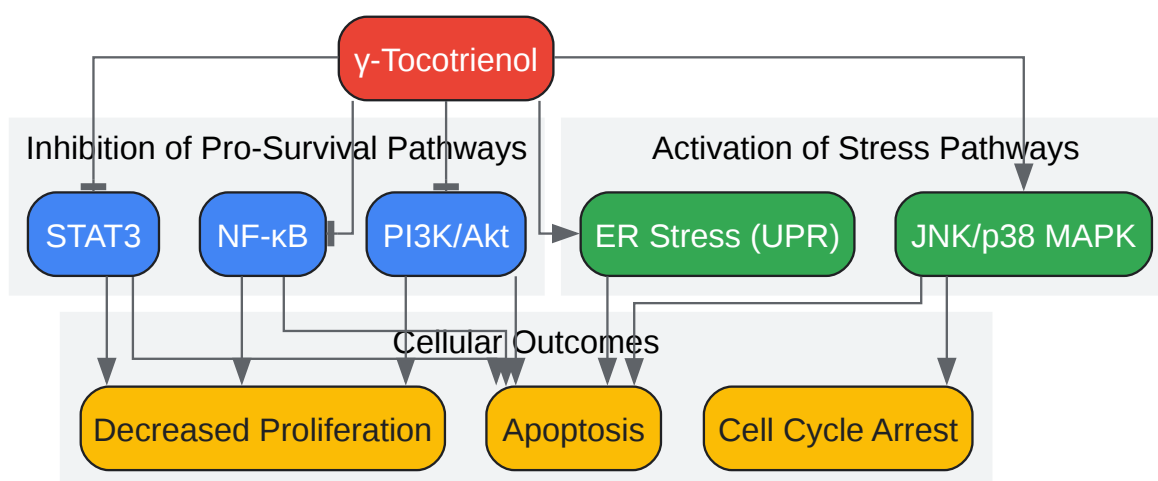 γ-Tocotrienol
Inhibition of Pro-Survival Pathways
Activation of Stress Pathways
STAT3
NF-κB
PI3K/Akt
ER Stress (UPR)
JNK/p38 MAPK
Cellular Outcomes
Decreased Proliferation
Apoptosis
Cell Cycle Arrest